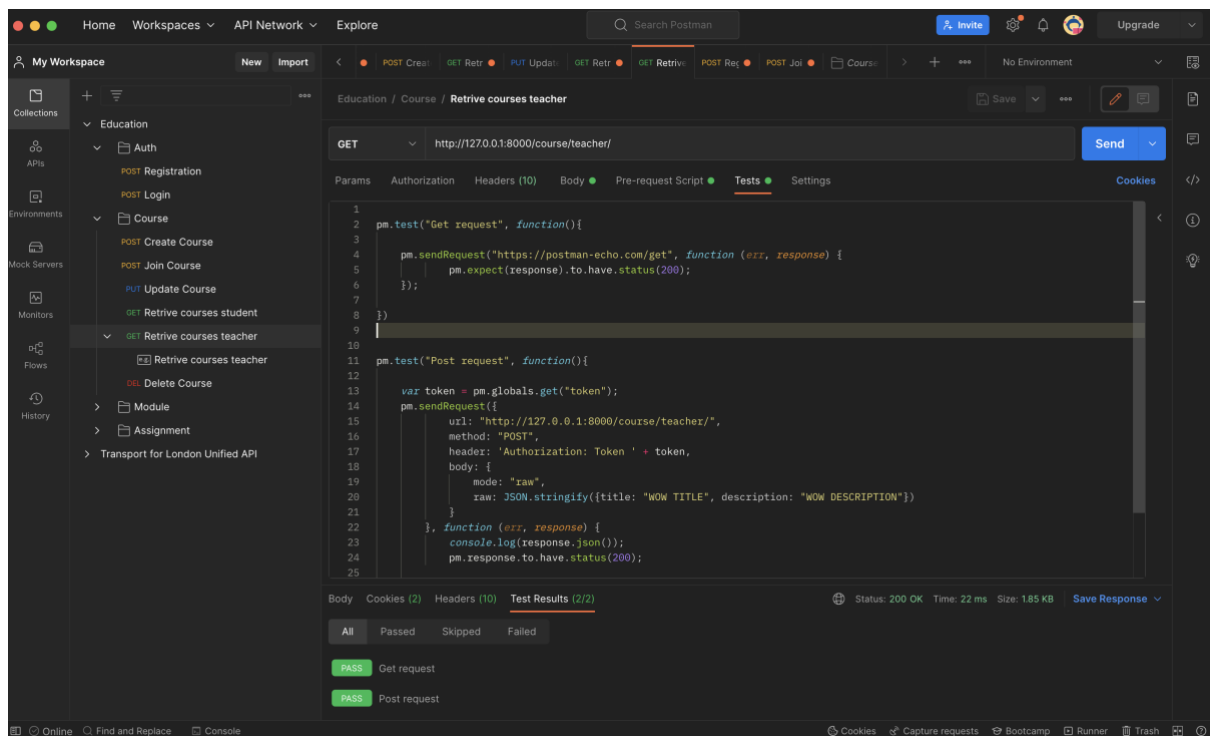 Home Workspaces API Network Explore Search Postman Invite Upgrade
My Workspace New Import POST Creat GET Retr PUT Updat GET Retr GET Retrive POST Reg POST Joi Course No Environment
Collections
APIs
Environments
Mock Servers
Monitors
Flows
History
Education
Auth
POST Registration
POST Login
Course
POST Create Course
POST Join Course
PUT Update Course
GET Retrive courses student
GET Retrive courses teacher
e.g. Retrive courses teacher
DEL Delete Course
Module
Assignment
Transport for London Unified API
Education / Course / Retrive courses teacher Save
GET http://127.0.0.1:8000/course/teacher/ Send
Params Authorization Headers (10) Body Pre-request Script Tests Settings Cookies
1
2 pm.test("Get request", function(){
3
4 pm.sendRequest("https://postman-echo.com/get", function (err, response) {
5 pm.expect(response).to.have.status(200);
6 });
7
8 })
9
10
11 pm.test("Post request", function(){
12
13 var token = pm.globals.get("token");
14 pm.sendRequest({
15 url: "http://127.0.0.1:8000/course/teacher/",
16 method: "POST",
17 header: 'Authorization: Token ' + token,
18 body: {
19 mode: "raw",
20 raw: JSON.stringify({title: "WOW TITLE", description: "WOW DESCRIPTION"})
21 }
22 }, function (err, response) {
23 console.log(response.json());
24 pm.response.to.have.status(200);
25
Body Cookies (2) Headers (10) Test Results (2/2) Status: 200 OK Time: 22 ms Size: 1.85 KB Save Response
All Passed Skipped Failed
PASS Get request
PASS Post request
Online Find and Replace Console Cookies Capture requests Bootcamp Runner Trash